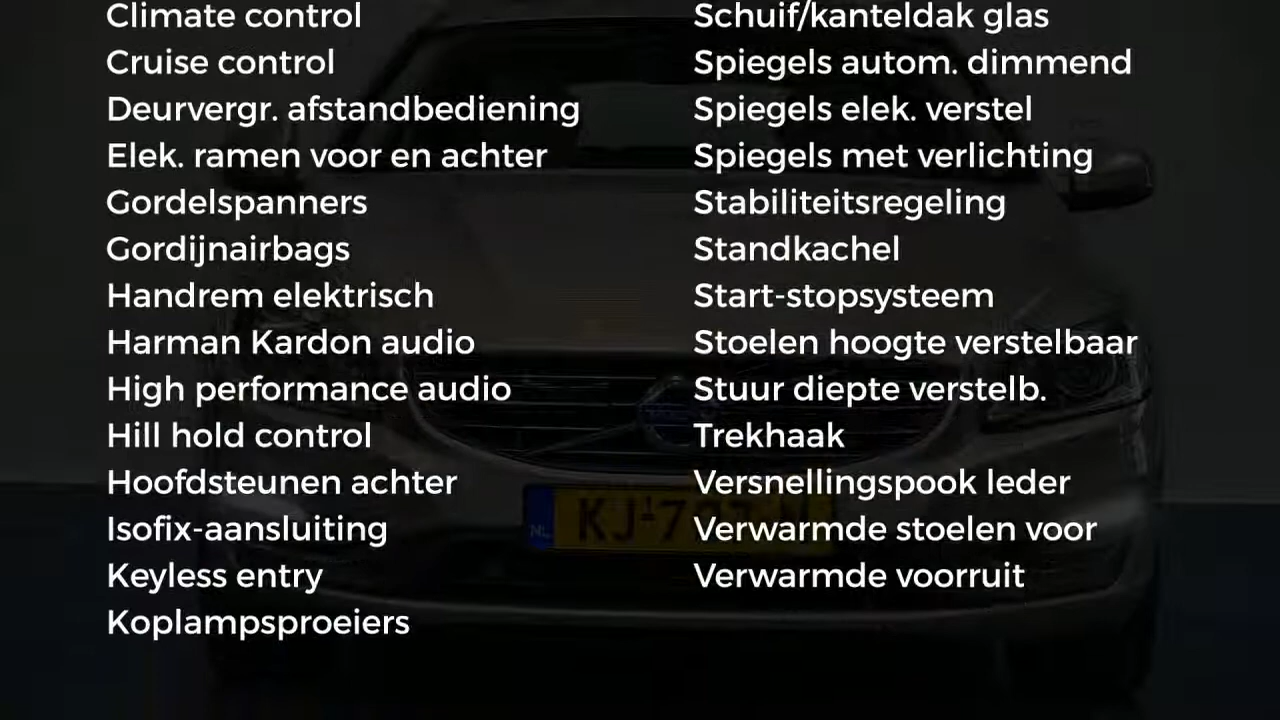 Climate control
Cruise control
Deurvergr. afstandbediening
Elek. ramen voor en achter
Gordelspanners
Gordijnairbags
Handrem elektrisch
Harman Kardon audio
High performance audio
Hill hold control
Hoofdsteunen achter
Isofix-aansluiting
Keyless entry
Koplampsproeiers
Schuif/kanteldak glas
Spiegels autom. dimmend
Spiegels elek. verstel
Spiegels met verlichting
Stabiliteitsregeling
Standkachel
Start-stopsysteem
Stoelen hoogte verstelbaar
Stuur diepte verstelb.
Trekhaak
Versnellingspook leder
Verwarmde stoelen voor
Verwarmde voorruit
NL